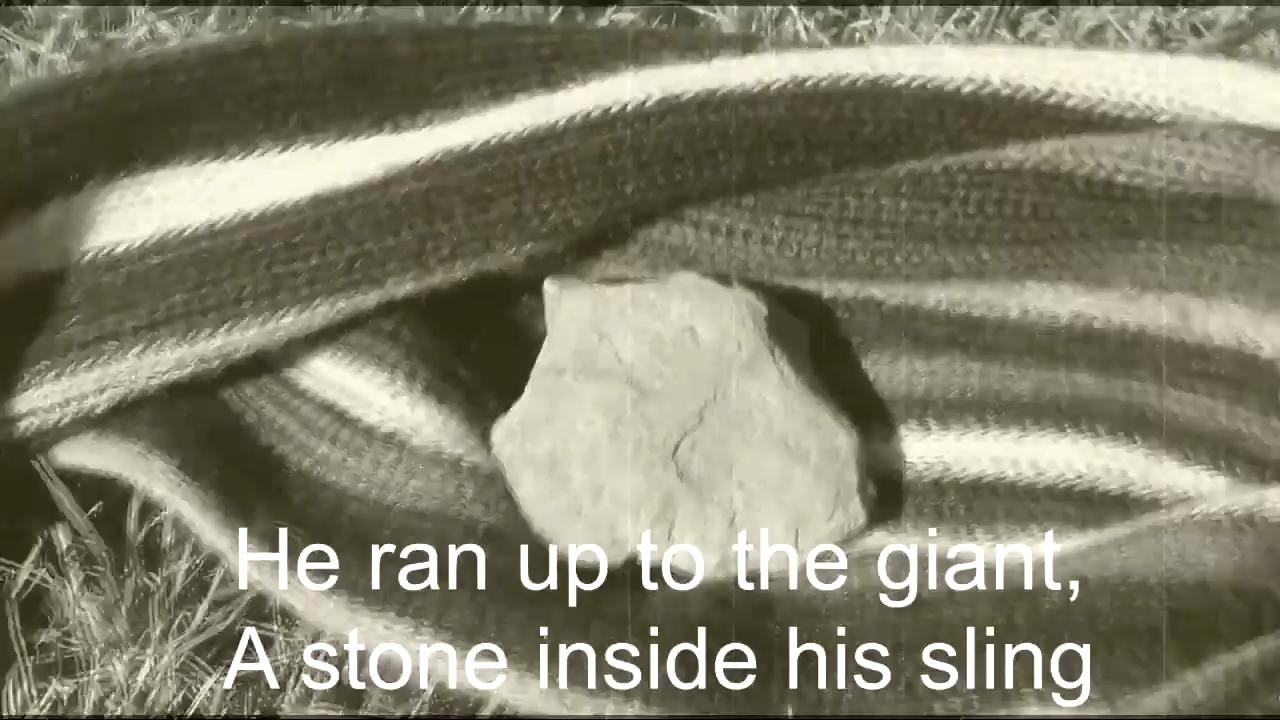 He ran up to the giant,
A stone inside his sling